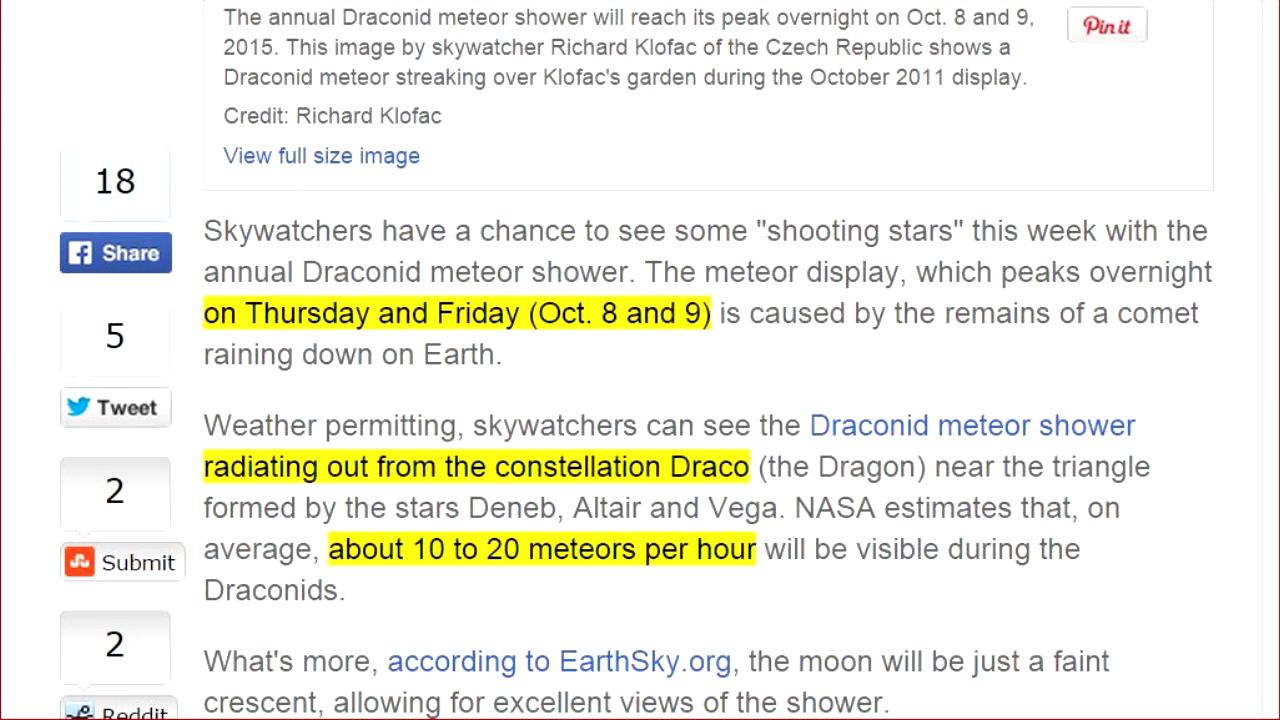 The annual Draconid meteor shower will reach its peak overnight on Oct. 8 and 9,
2015. This image by skywatcher Richard Klofac of the Czech Republic shows a
Draconid meteor streaking over Klofac's garden during the October 2011 display.
Credit: Richard Klofac
View full size image
Pin it
18
Share
5
Tweet
2
Submit
2
Reddit
Skywatchers have a chance to see some "shooting stars" this week with the
annual Draconid meteor shower. The meteor display, which peaks overnight
on Thursday and Friday (Oct. 8 and 9) is caused by the remains of a comet
raining down on Earth.
Weather permitting, skywatchers can see the Draconid meteor shower
radiating out from the constellation Draco (the Dragon) near the triangle
formed by the stars Deneb, Altair and Vega. NASA estimates that, on
average, about 10 to 20 meteors per hour will be visible during the
Draconids.
What's more, according to EarthSky.org, the moon will be just a faint
crescent, allowing for excellent views of the shower.